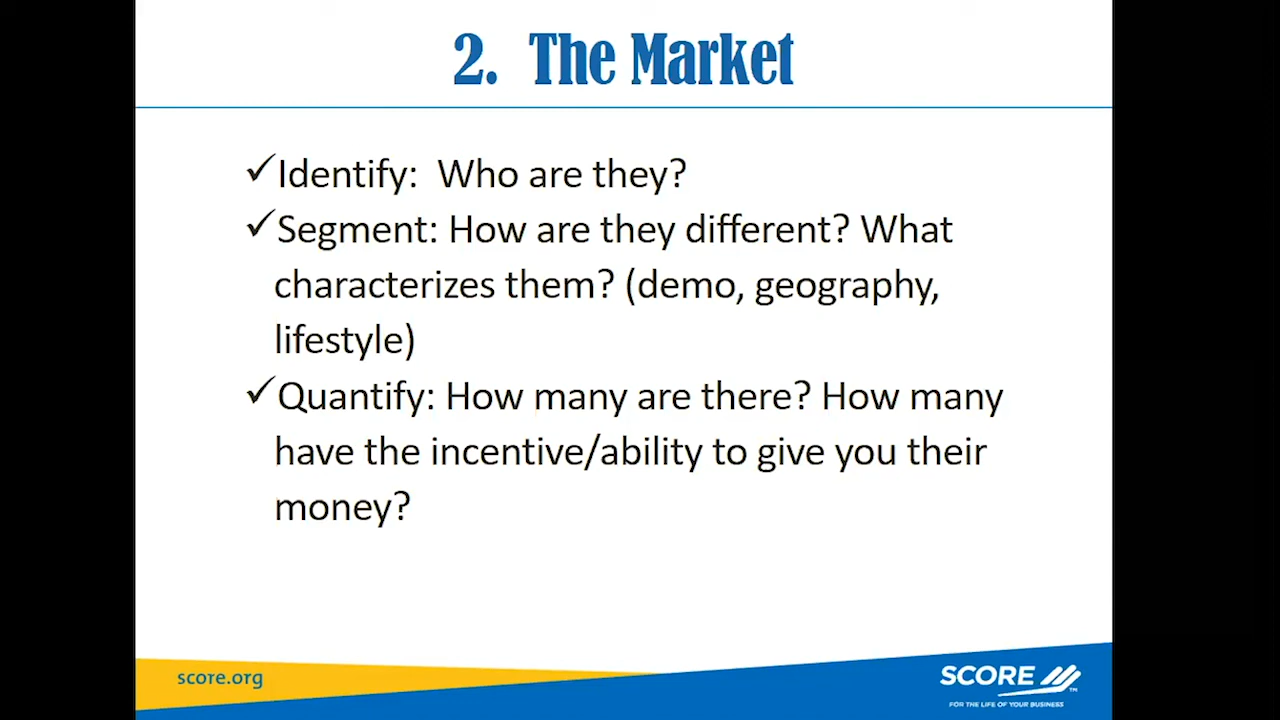 2. The Market
✓Identify: Who are they?
✓Segment: How are they different? What
characterizes them? (demo, geography,
lifestyle)
✓Quantify: How many are there? How many
have the incentive/ability to give you their
money?
score.org
SCORE
TM
FOR THE LIFE OF YOUR BUSINESS